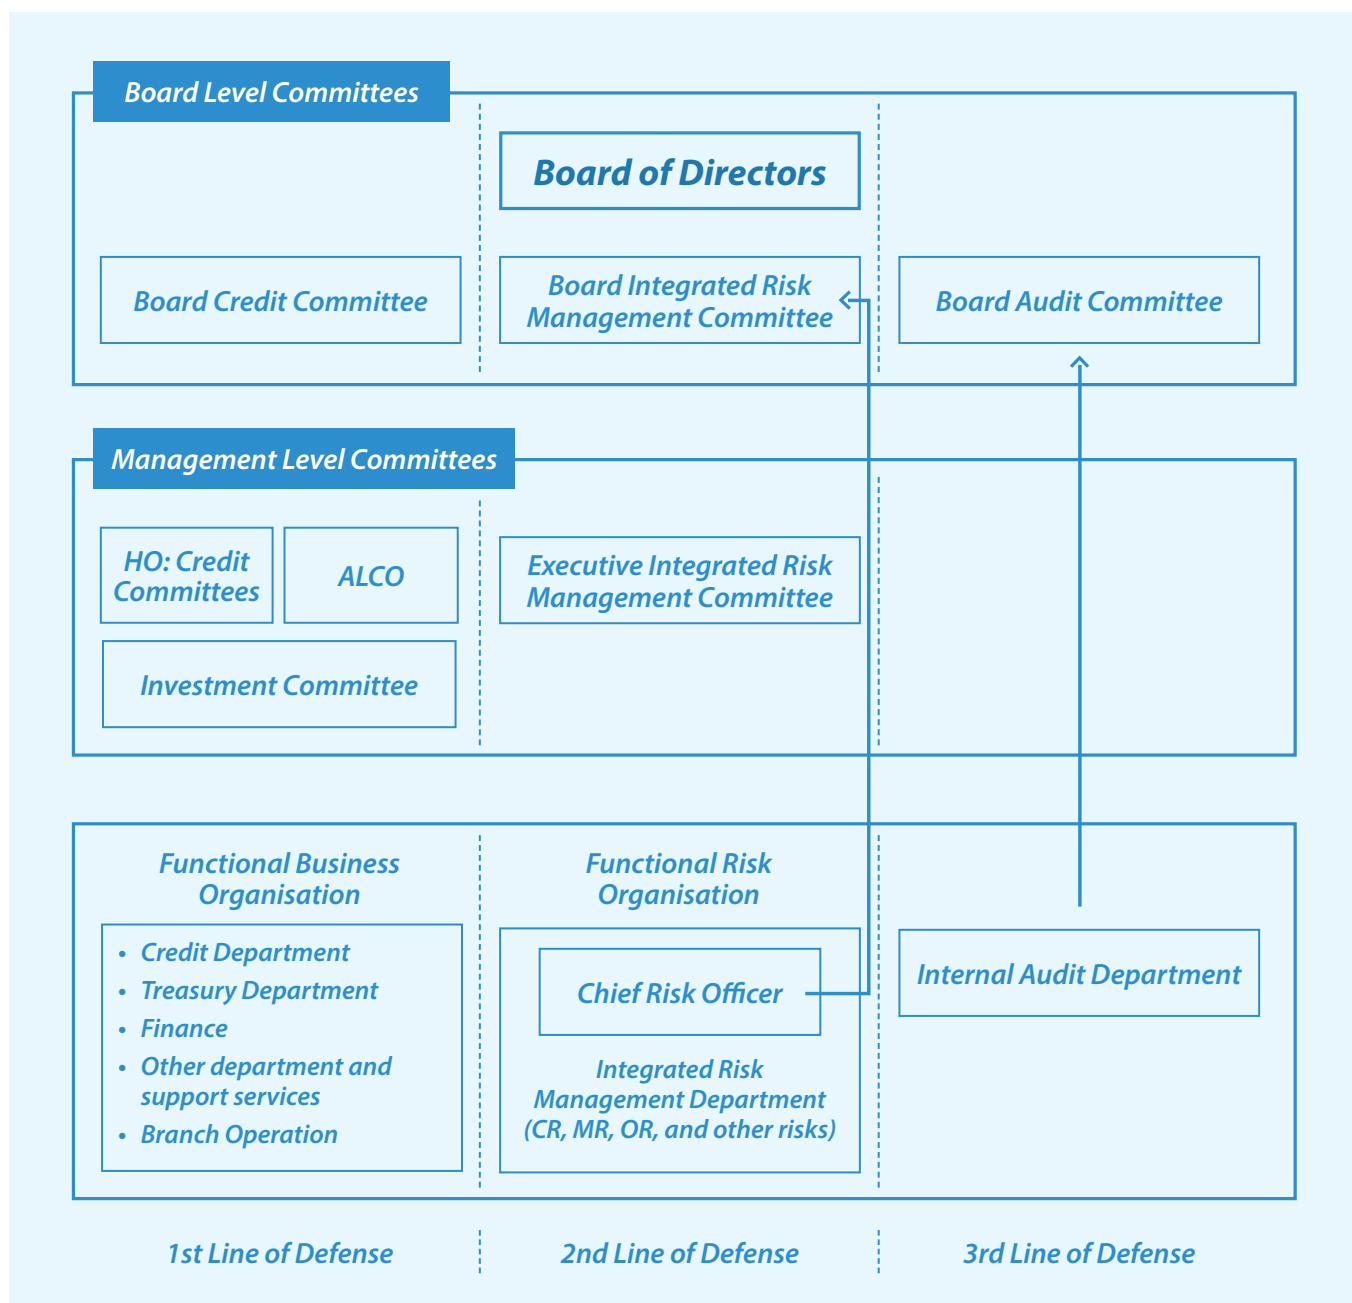 Board Level Committees
Board of Directors
Board Credit Committee
Board Integrated Risk
Management Committee
Board Audit Committee
Management Level Committees
HO: Credit
Committees
ALCO
Executive Integrated Risk
Management Committee
Investment Committee
Functional Business
Organisation
• Credit Department
• Treasury Department
• Finance
• Other department and
support services
• Branch Operation
Functional Risk
Organisation
Chief Risk Officer
Integrated Risk
Management Department
(CR, MR, OR, and other risks)
Internal Audit Department
1st Line of Defense
2nd Line of Defense
3rd Line of Defense